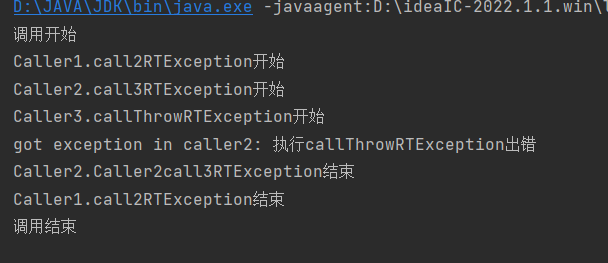 D:\JAVA\JDK\bin\java.exe -javaagent:D:\ideaIC-2022.1.1.win\
调用开始
Caller1.call2RTException开始
Caller2.call3RTException开始
Caller3.callThrowRTException开始
got exception in caller2: 执行callThrowRTException出错
Caller2.Caller2call3RTException结束
Caller1.call2RTException结束
调用结束